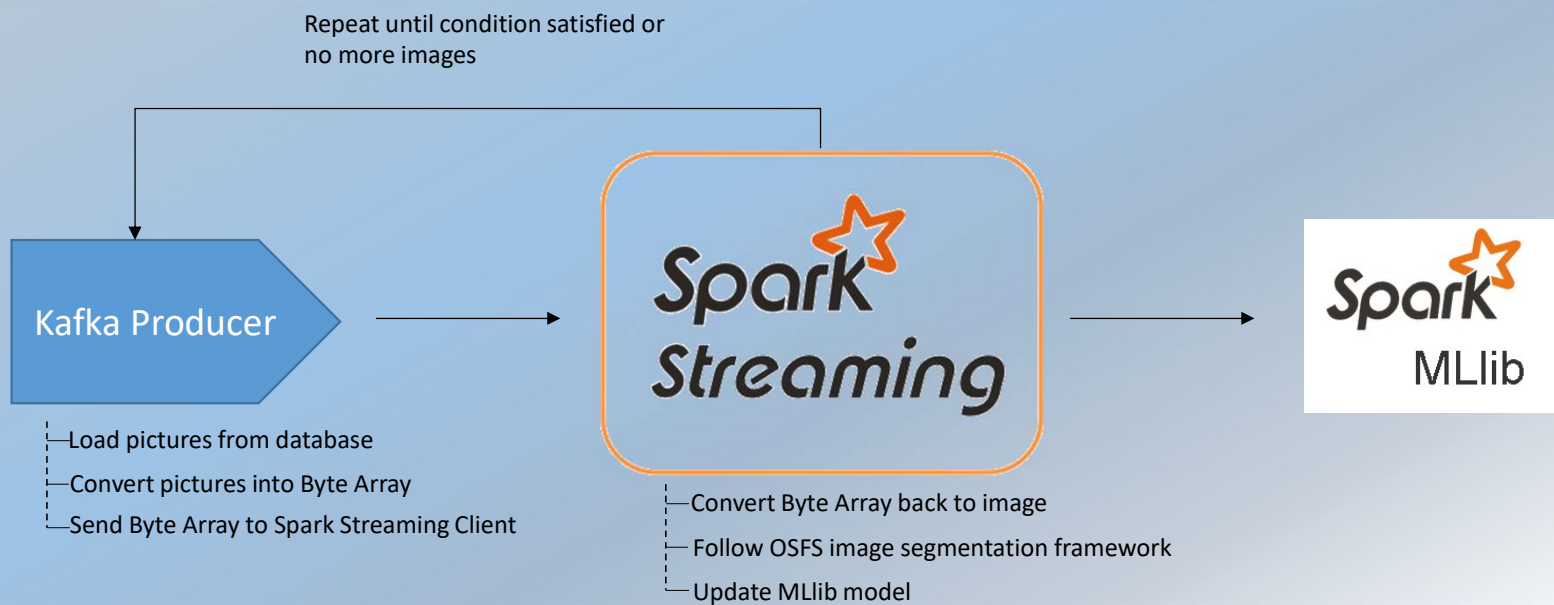 Repeat until condition satisfied or
no more images
Kafka Producer
Spark
Streaming
Spark
MLlib
Load pictures from database
Convert pictures into Byte Array
Send Byte Array to Spark Streaming Client
Convert Byte Array back to image
Follow OSFS image segmentation framework
Update MLlib model